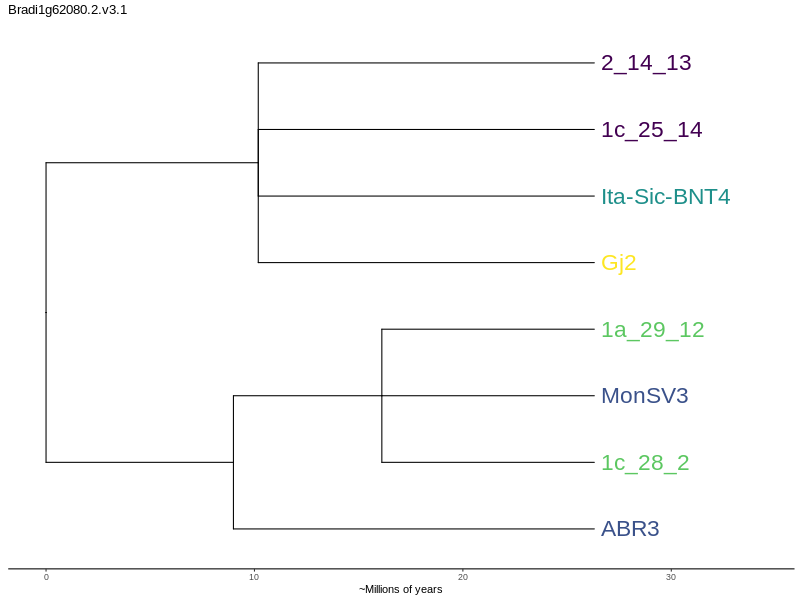 Bradi1g62080.2.v3.1
2_14_13
1c_25_14
Ita-Sic-BNT4
Gj2
1a_29_12
MonSV3
1c_28_2
ABR3
0 10 20 30
~Millions of years